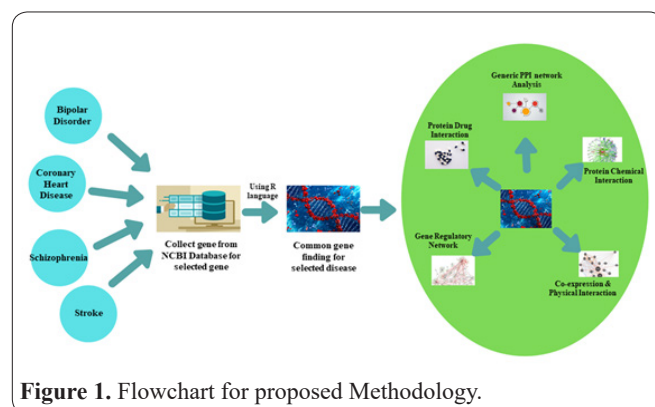 Bipolar
Disorder
Coronary
Heart
Disease
Schizophrenia
Stroke
Collect gene from
NCBI Database for
selected gene
Using R
language
Common gene
finding for
selected disease
Generic PPI network
Analysis
Protein Drug
Interaction
Protein Chemical
Interaction
Gene Regulatory
Network
Co-expression &
Physical Interaction
Figure 1. Flowchart for proposed Methodology.